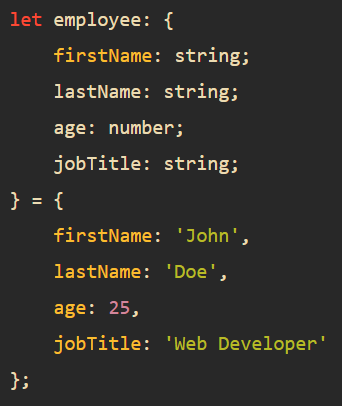 let employee: {
    firstName: string;
    lastName: string;
    age: number;
    jobTitle: string;
} = {
    firstName: 'John',
    lastName: 'Doe',
    age: 25,
    jobTitle: 'Web Developer'
};